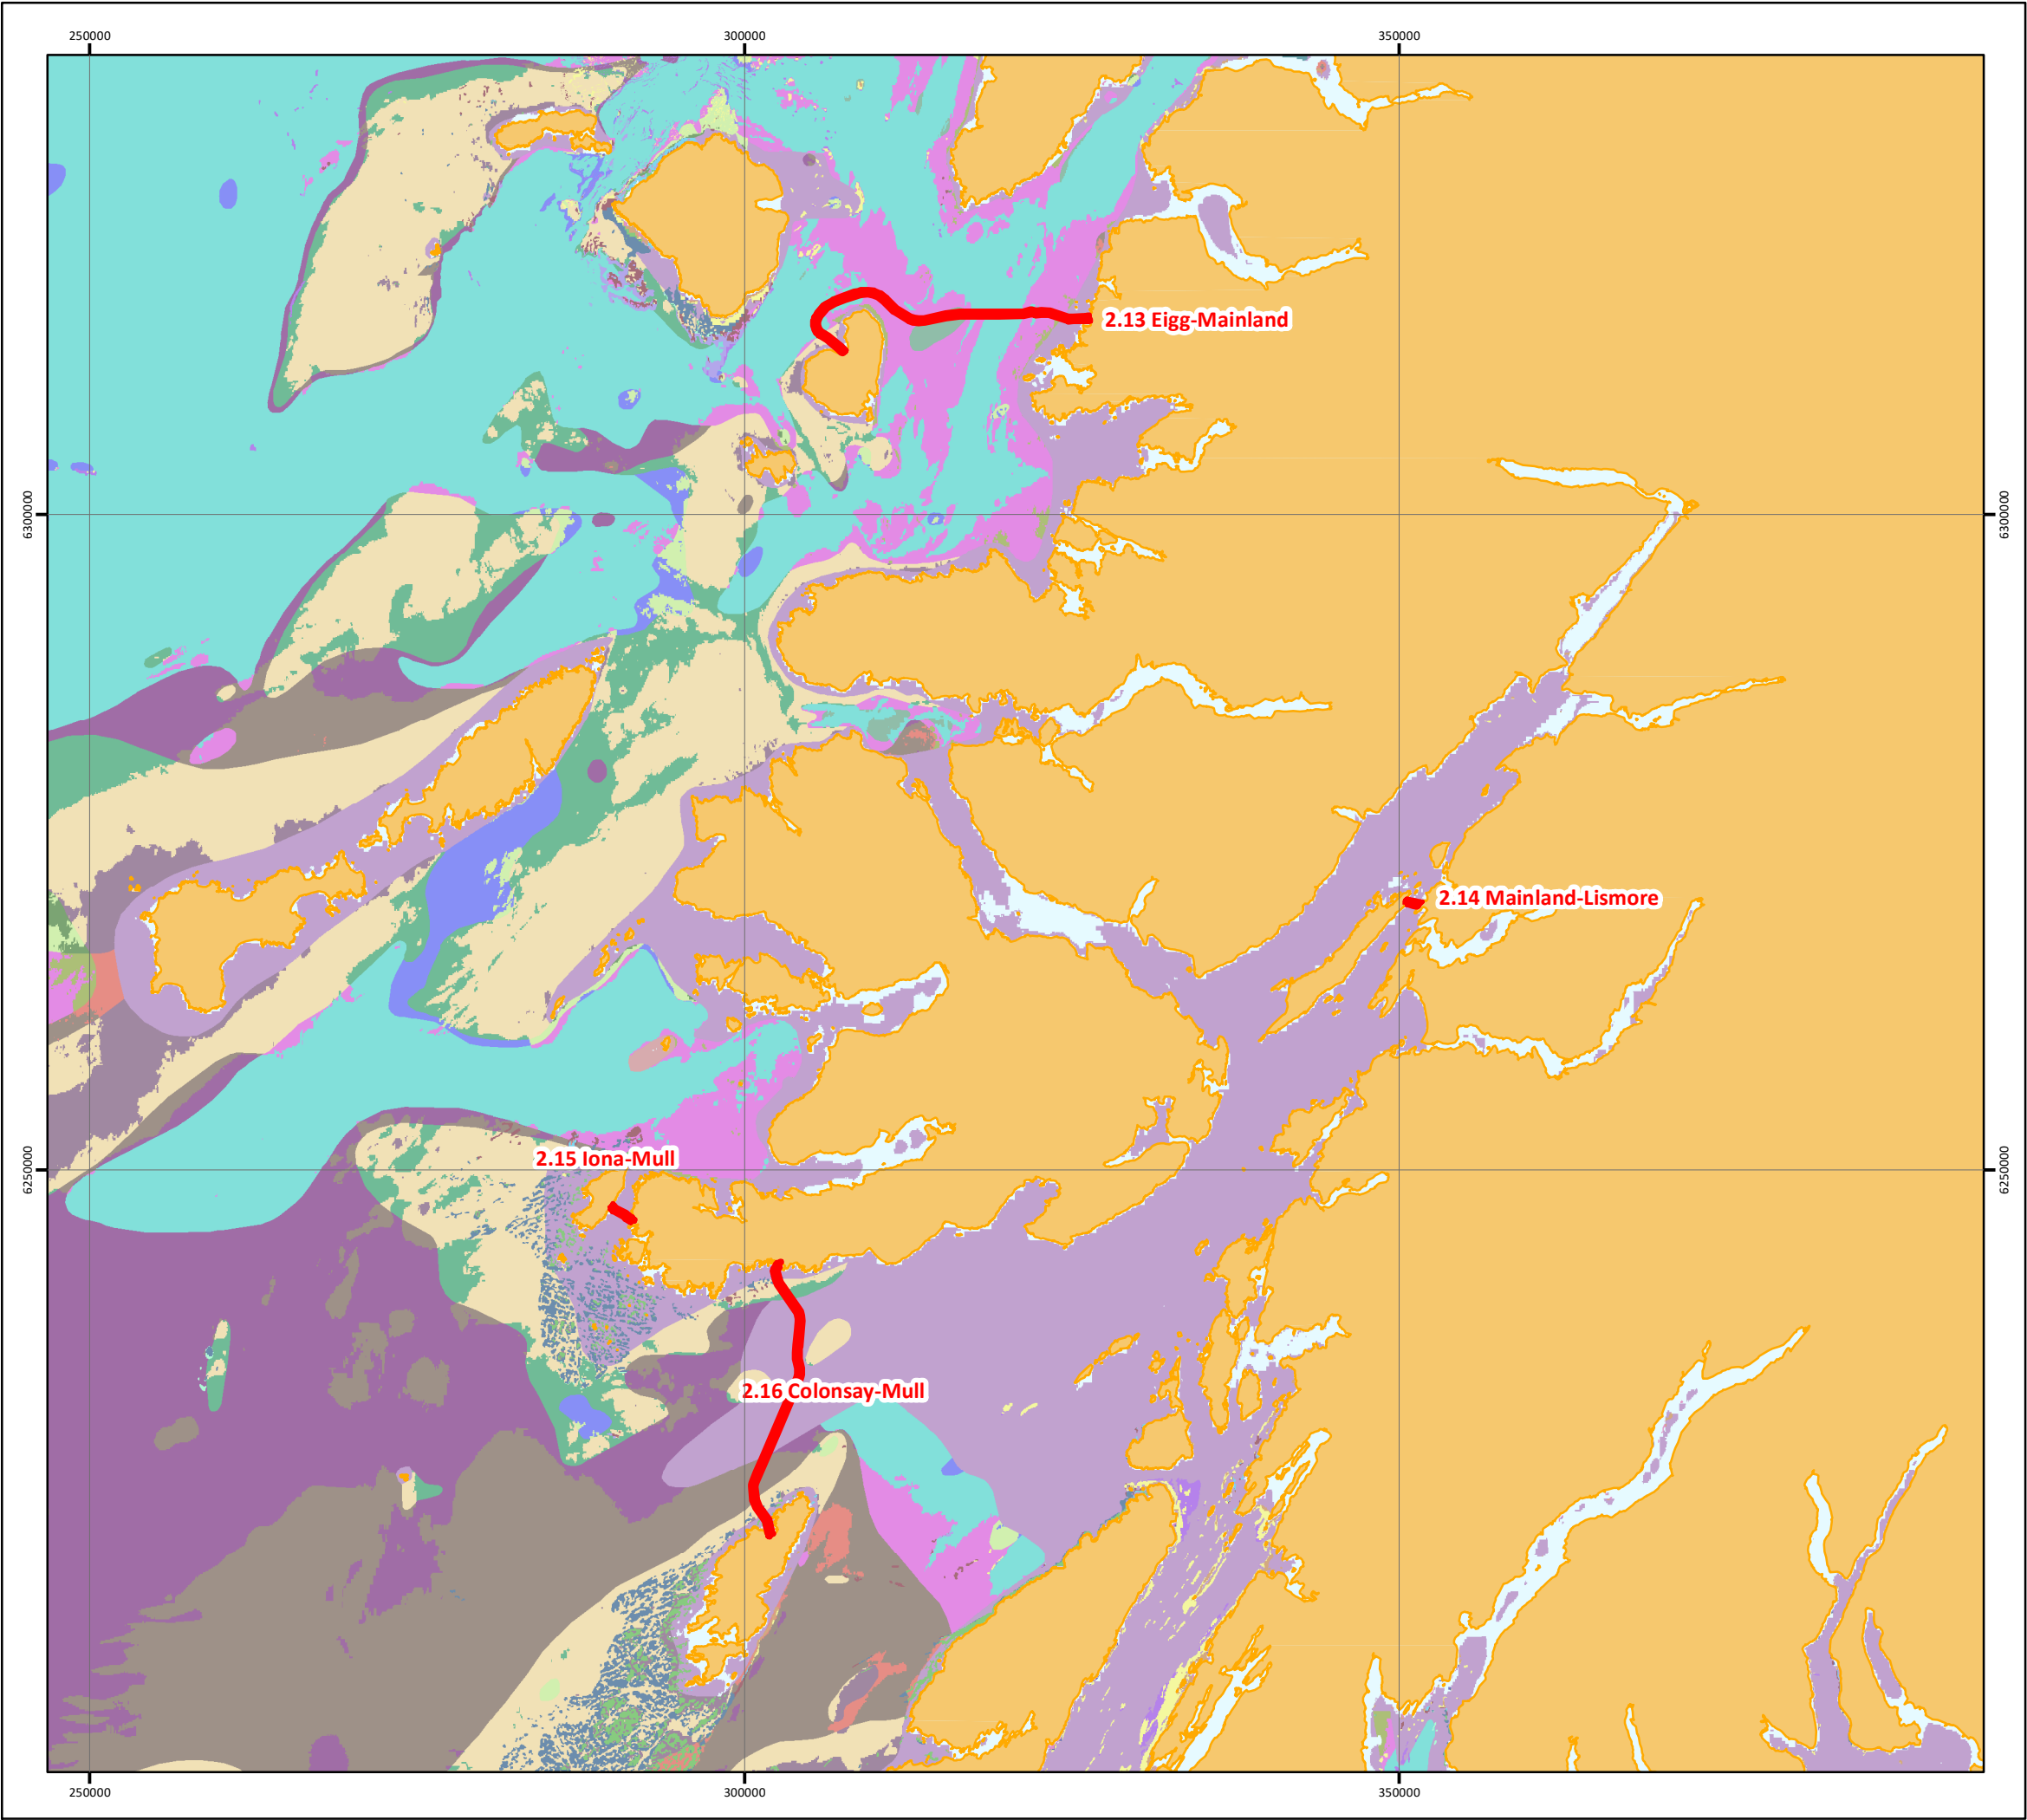 250000
300000
350000
2.13 Eigg-Mainland
6300000
6300000
2.14 Mainland-Lismore
2.15 Iona-Mull
6250000
6250000
2.16 Colonsay-Mull
250000
300000
350000